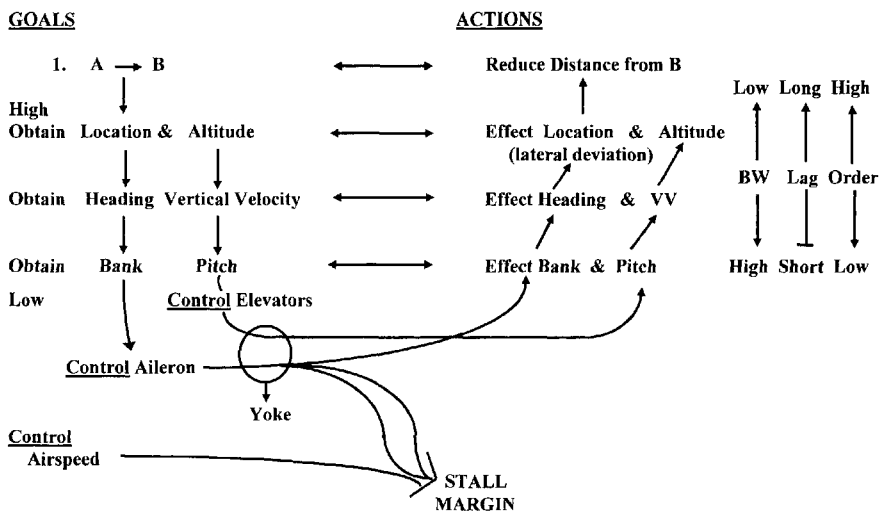 GOALS ACTIONS
1. A B Reduce Distance from B
Low Long High
High
Obtain Location & Altitude Effect Location & Altitude
(lateral deviation)
BW Lag Order
Obtain Heading Vertical Velocity Effect Heading & VV
Obtain Bank Pitch Effect Bank & Pitch High Short Low
Low Control Elevators
Control Aileron
Yoke
Control
Airspeed
STALL
MARGIN